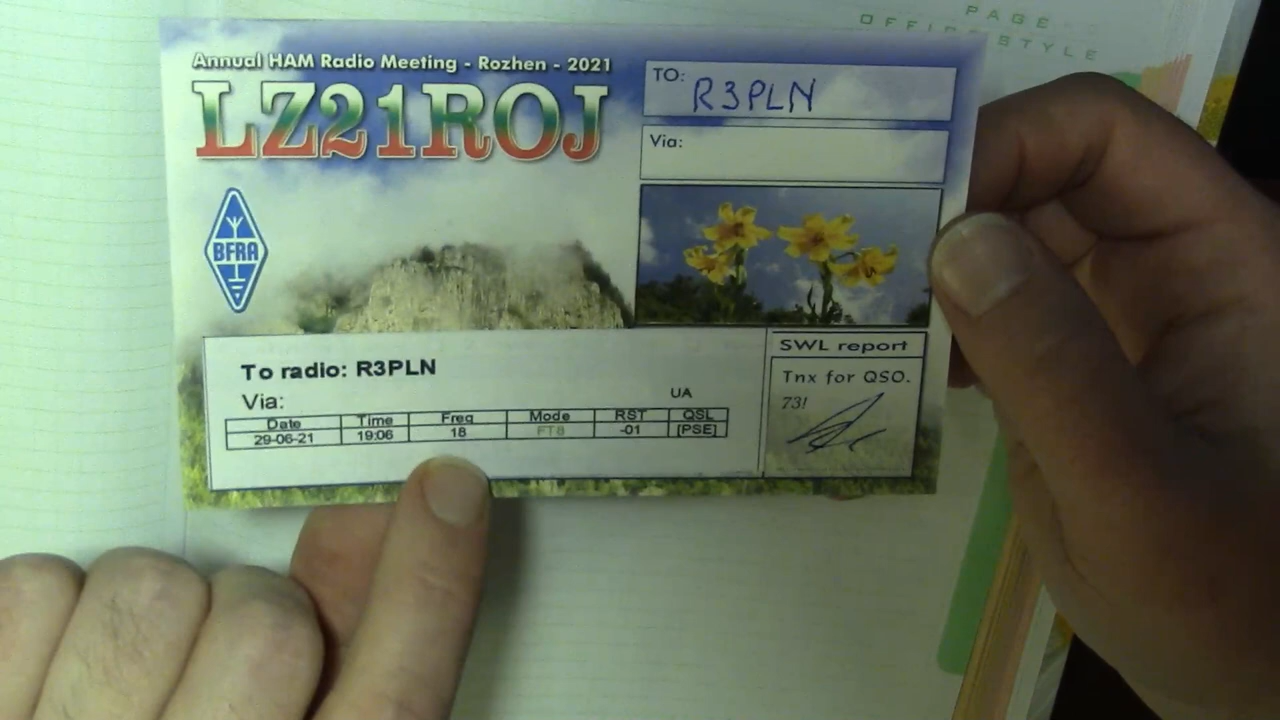 PAGE
OFFICE STYLE
Annual HAM Radio Meeting - Rozhen - 2021
LZ21ROJ
TO: R3PLN
Via:
BFRA
To radio: R3PLN
Via:
UA
Date Time Freq Mode RST QSL
29-06-21 19:06 18 FT8 -01 [PSE]
SWL report
Tnx for QSO.
73!